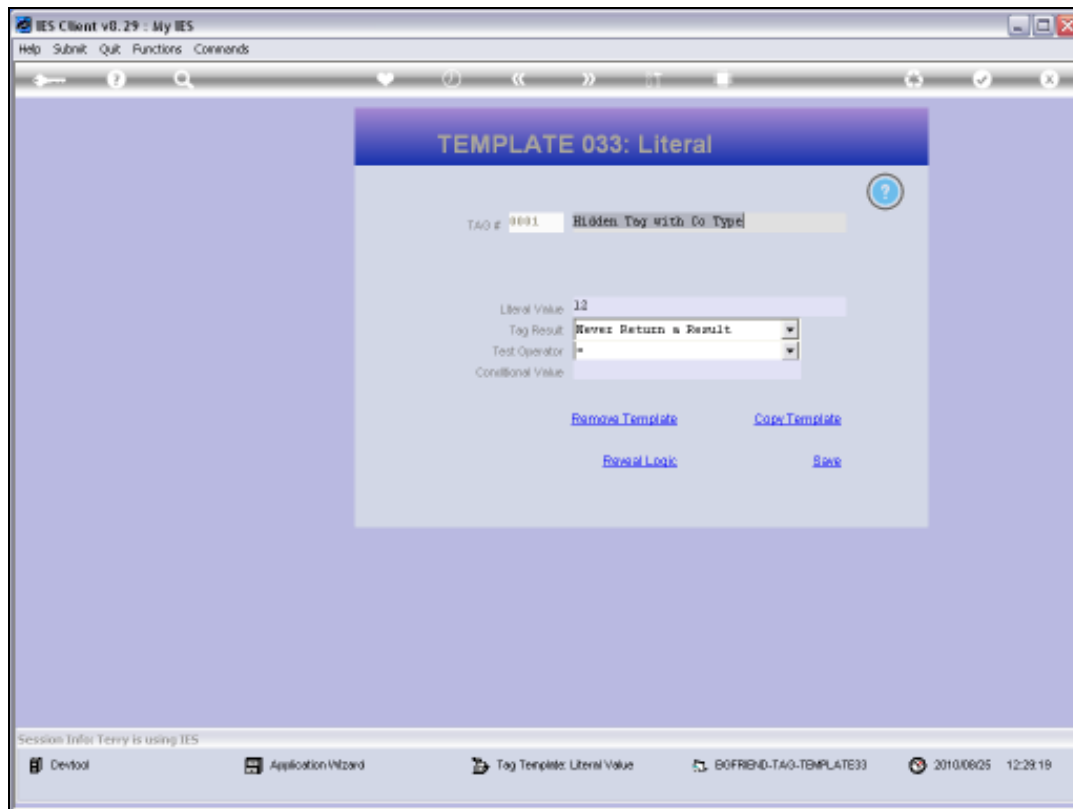 IES Client v8.29 : My IES
Help Submit Quit Functions Commands
TEMPLATE 033: Literal
TAG # 0001 Hidden Tag with Co Type
Literal Value 12
Tag Result Never Return a Result
Test Operator =
Conditional Value
Remove Template Copy Template
Reveal Logic Save
Session Info: Terry is using IES
Devtool Application Wizard Tag Template: Literal Value BGFRIEND-TAG-TEMPLATE33 2010/08/25 12:29:19